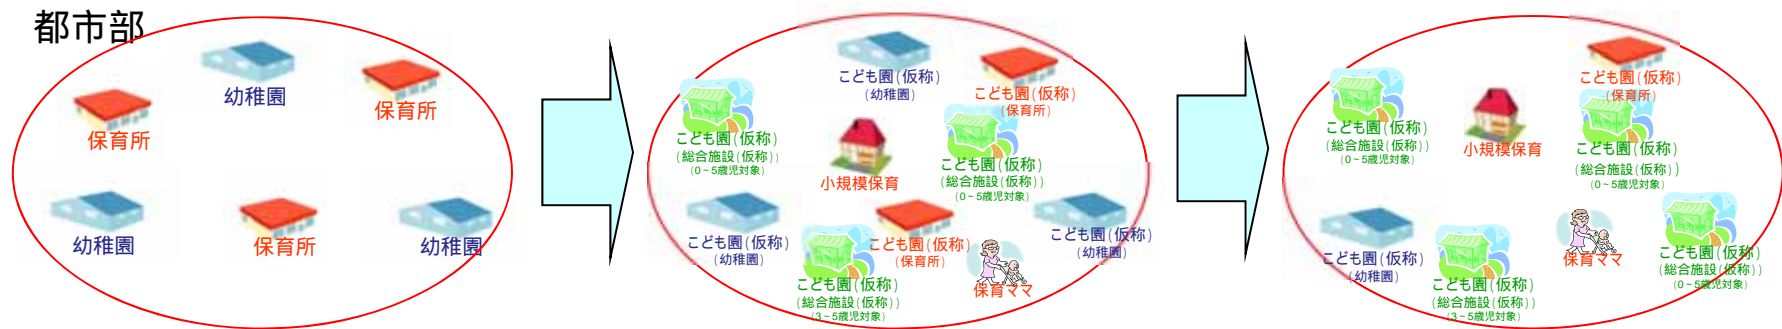 都市部
幼稚園
保育所
保育所
幼稚園
保育所
幼稚園
こども園(仮称)
(幼稚園)
こども園(仮称)
(保育所)
こども園(仮称)
(総合施設(仮称))
(0~5歳児対象)
小規模保育
こども園(仮称)
(総合施設(仮称))
(0~5歳児対象)
こども園(仮称)
(幼稚園)
こども園(仮称)
(総合施設(仮称))
(3~5歳児対象)
こども園(仮称)
(保育所)
保育ママ
こども園(仮称)
(幼稚園)
こども園(仮称)
(保育所)
こども園(仮称)
(総合施設(仮称))
(0~5歳児対象)
小規模保育
こども園(仮称)
(総合施設(仮称))
(0~5歳児対象)
こども園(仮称)
(幼稚園)
こども園(仮称)
(総合施設(仮称))
(3~5歳児対象)
保育ママ
こども園(仮称)
(総合施設(仮称))
(0~5歳児対象)